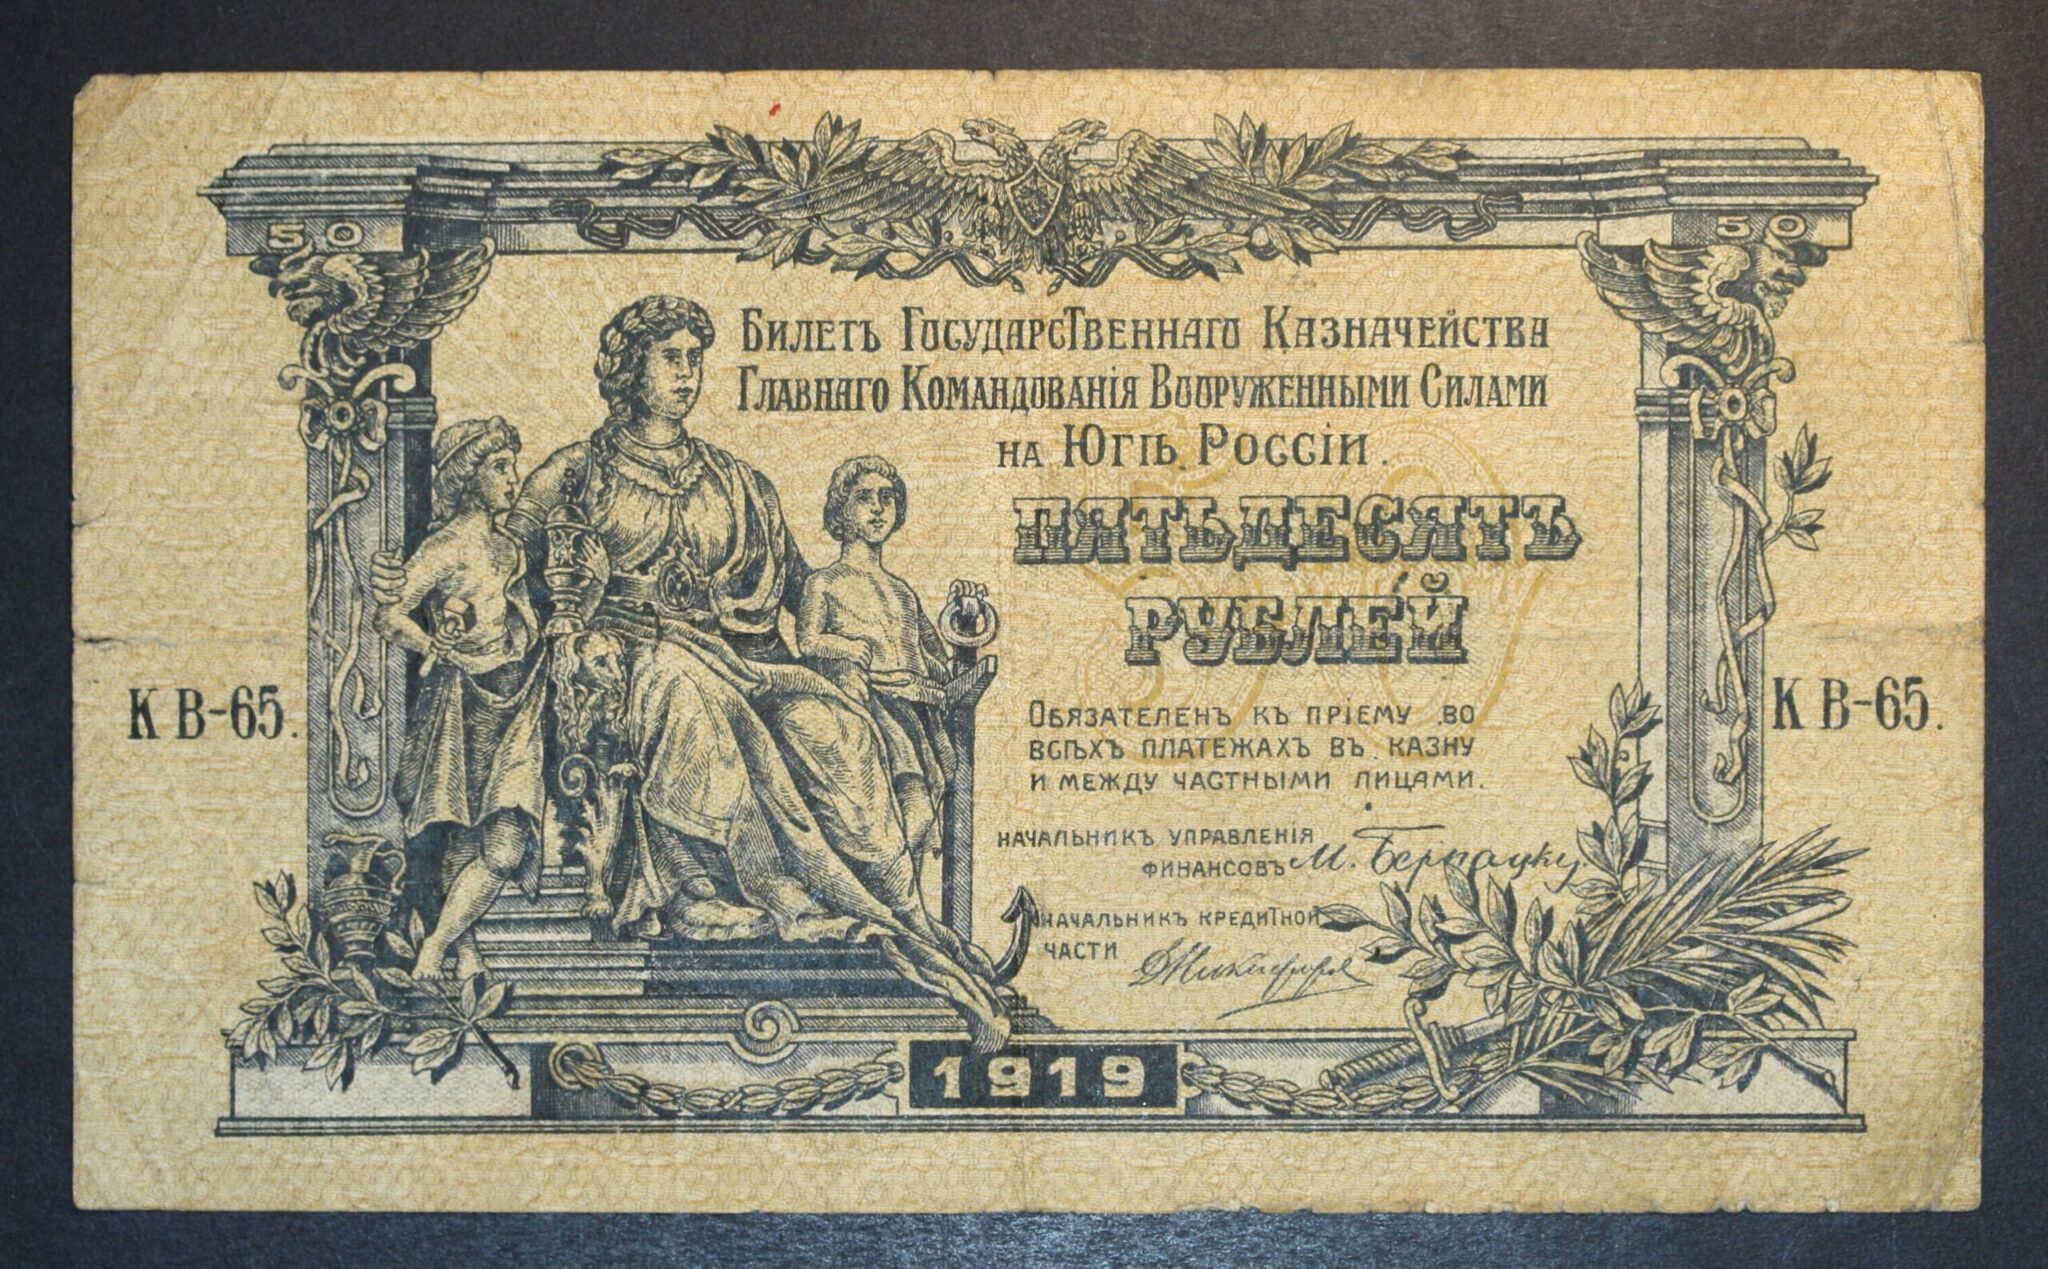 50
50
Билетъ Государственнаго Казначейства
Главнаго Командованія Вооруженными Силами
на Югѣ Россіи.
ПЯТЬДЕСЯТЪ
РУБЛЕЙ
К В-65.
К В-65.
Обязателенъ къ пріему во
всѣхъ платежахъ въ казну
и между частными лицами.
Начальникъ управленія
финансовъ М. Бернацкій.
Начальникъ кредитной
части
1919